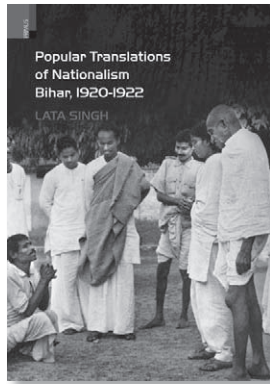 Popular Translations
of Nationalism
Bihar, 1920-1922
LATA SINGH